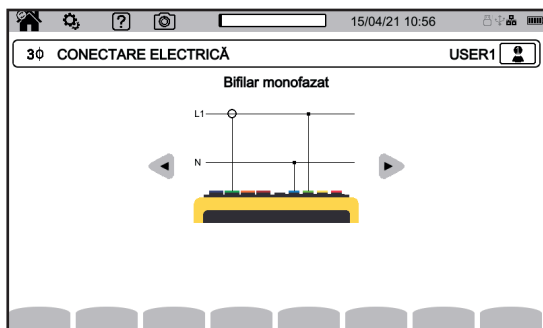 ? 15/04/21 10:56
3ϕ CONECTARE ELECTRICĂ USER1
Bifilar monofazat
L1
N